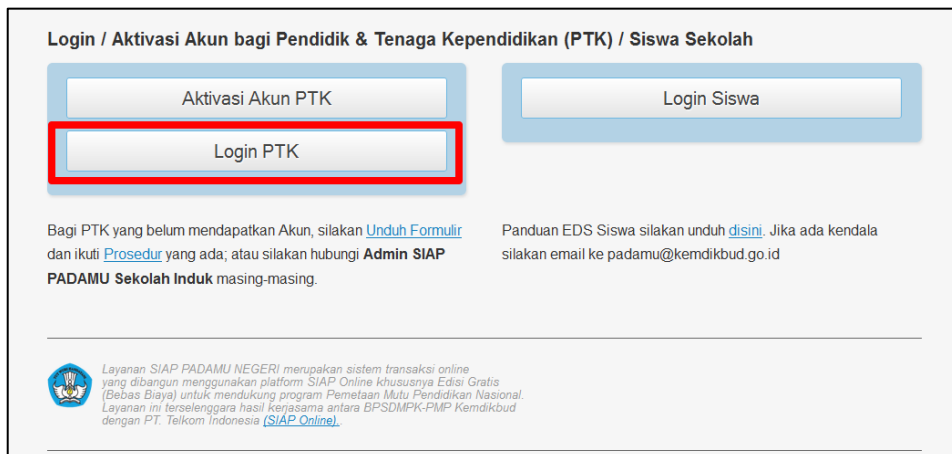 Login / Aktivasi Akun bagi Pendidik & Tenaga Kependidikan (PTK) / Siswa Sekolah
Aktivasi Akun PTK
Login PTK
Login Siswa
Bagi PTK yang belum mendapatkan Akun, silakan Unduh Formulir
dan ikuti Prosedur yang ada; atau silakan hubungi Admin SIAP
PADAMU Sekolah Induk masing-masing.
Panduan EDS Siswa silakan unduh disini. Jika ada kendala
silakan email ke padamu@kemdikbud.go.id
Layanan SIAP PADAMU NEGERI merupakan sistem transaksi online
yang dibangun menggunakan platform SIAP Online khususnya Edisi Gratis
(Bebas Biaya) untuk mendukung program Pemetaan Mutu Pendidikan Nasional.
Layanan ini terselenggara hasil kerjasama antara BPSDMPK-PMP Kemdikbud
dengan PT. Telkom Indonesia (SIAP Online).